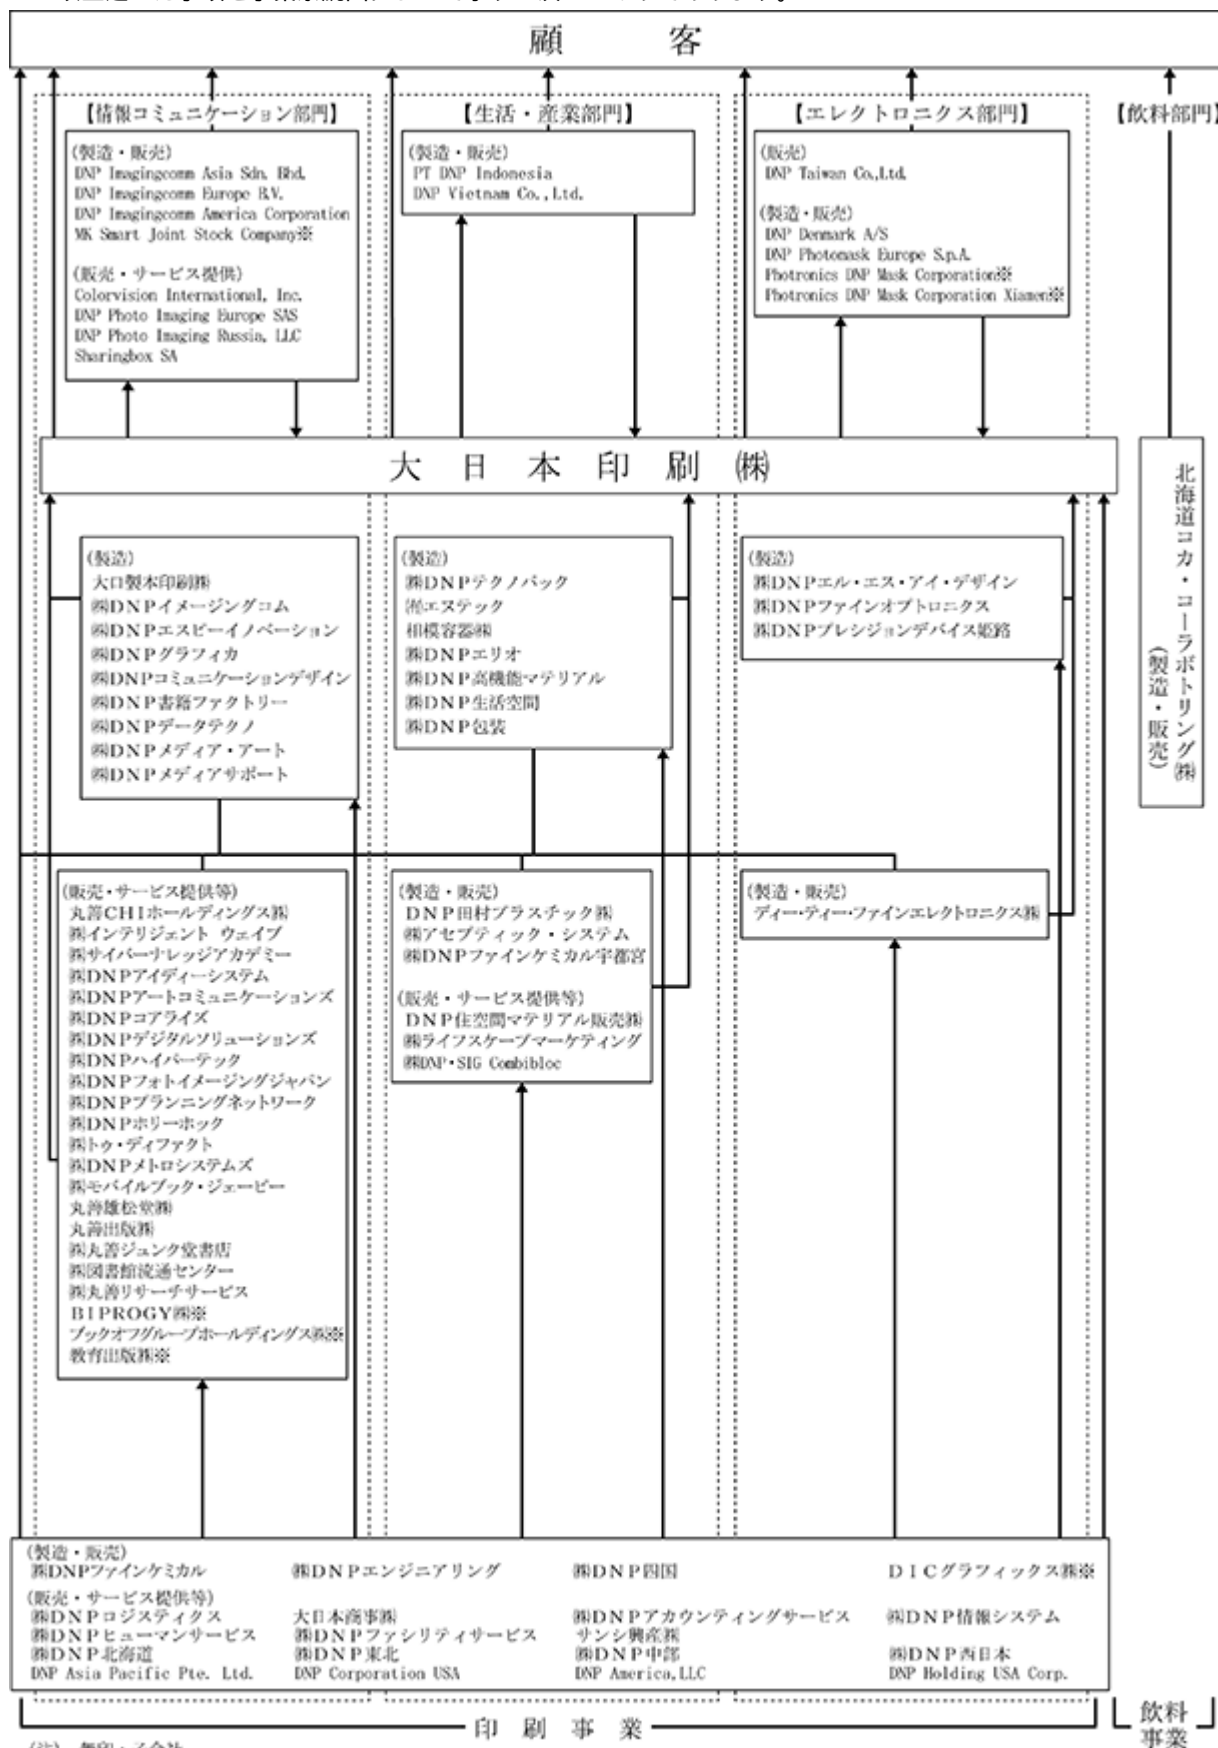 顧客
【情報コミュニケーション部門】
(製造・販売)
DNP Imagingcomm Asia Sdn. Bhd.
DNP Imagingcomm Europe B.V.
DNP Imagingcomm America Corporation
MK Smart Joint Stock Company※
(販売・サービス提供)
Colorvision International, Inc.
DNP Photo Imaging Europe SAS
DNP Photo Imaging Russia, LLC
Sharingbox SA
【生活・産業部門】
(製造・販売)
PT DNP Indonesia
DNP Vietnam Co.,Ltd.
【エレクトロニクス部門】
(販売)
DNP Taiwan Co.,Ltd.
(製造・販売)
DNP Denmark A/S
DNP Photomask Europe S.p.A.
Photronics DNP Mask Corporation※
Photronics DNP Mask Corporation Xiamen※
【飲料部門】
大日本印刷㈱
北海道コカ・コーラボトリング㈱
(製造・販売)
(製造)
大口製本印刷㈱
㈱DNPイメージングコム
㈱DNPエスピーイノベーション
㈱DNPグラフィカ
㈱DNPコミュニケーションデザイン
㈱DNP書籍ファクトリー
㈱DNPデータテクノ
㈱DNPメディア・アート
㈱DNPメディアサポート
(製造)
㈱DNPテクノパック
㈲エステック
相模容器㈱
㈱DNPエリオ
㈱DNP高機能マテリアル
㈱DNP生活空間
㈱DNP包装
(製造)
㈱DNPエル・エス・アイ・デザイン
㈱DNPファインオプトロニクス
㈱DNPプレシジョンデバイス姫路
(販売・サービス提供等)
丸善CHIホールディングス㈱
㈱インテリジェント ウェイブ
㈱サイバーナレッジアカデミー
㈱DNPアイディーシステム
㈱DNPアートコミュニケーションズ
㈱DNPコアライズ
㈱DNPデジタルソリューションズ
㈱DNPハイパーテック
㈱DNPフォトイメージングジャパン
㈱DNPプランニングネットワーク
㈱DNPホリーホック
㈱トゥ・ディファクト
㈱DNPメトロシステムズ
㈱モバイルブック・ジェーピー
丸善雄松堂㈱
丸善出版㈱
㈱丸善ジュンク堂書店
㈱図書館流通センター
㈱丸善リサーチサービス
BIPROGY㈱※
ブックオフグループホールディングス㈱※
教育出版㈱※
(製造・販売)
DNP田村プラスチック㈱
㈱アセプティック・システム
㈱DNPファインケミカル宇都宮
(販売・サービス提供等)
DNP住空間マテリアル販売㈱
㈱ライフスケープマーケティング
㈱DNP・SIG Combibloc
(製造・販売)
ディー・ティー・ファインエレクトロニクス㈱
(製造・販売)
㈱DNPファインケミカル ㈱DNPエンジニアリング ㈱DNP四国 DICグラフィックス㈱※
(販売・サービス提供等)
㈱DNPロジスティクス 大日本商事㈱ ㈱DNPアカウンティングサービス ㈱DNP情報システム
㈱DNPヒューマンサービス ㈱DNPファシリティサービス サンシ興産㈱
㈱DNP北海道 ㈱DNP東北 ㈱DNP中部 ㈱DNP西日本
DNP Asia Pacific Pte. Ltd. DNP Corporation USA DNP America,LLC DNP Holding USA Corp.
印刷事業
飲料
事業